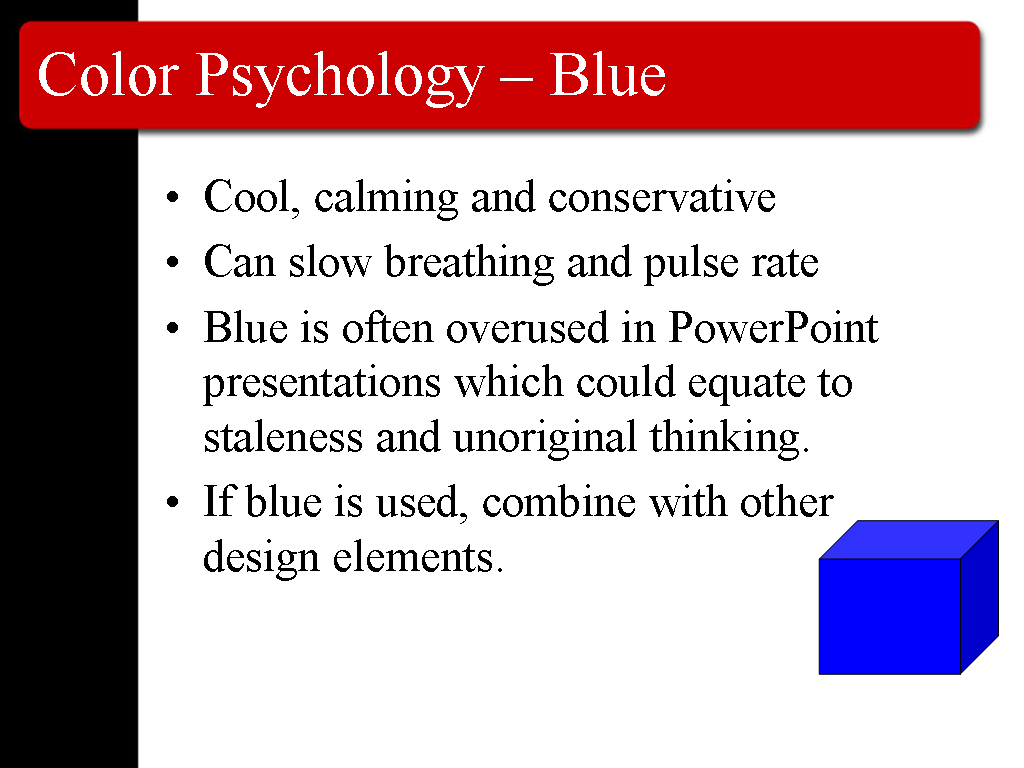 Color Psychology – Blue
• Cool, calming and conservative
• Can slow breathing and pulse rate
• Blue is often overused in PowerPoint
presentations which could equate to
staleness and unoriginal thinking.
• If blue is used, combine with other
design elements.